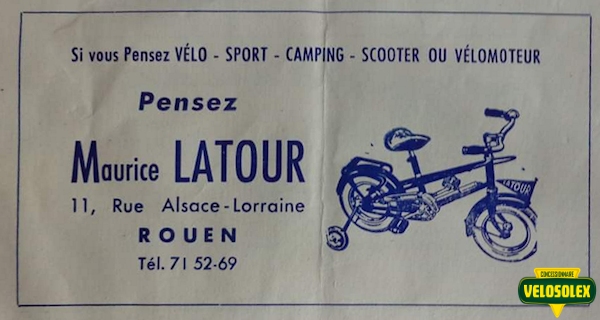 Si vous Pensez VÉLO - SPORT - CAMPING - SCOOTER OU VÉLOMOTEUR
Pensez
Maurice LATOUR
11, Rue Alsace-Lorraine
ROUEN
Tél. 71 52-69
LATOUR
CONCESSIONNAIRE
VELOSOLEX